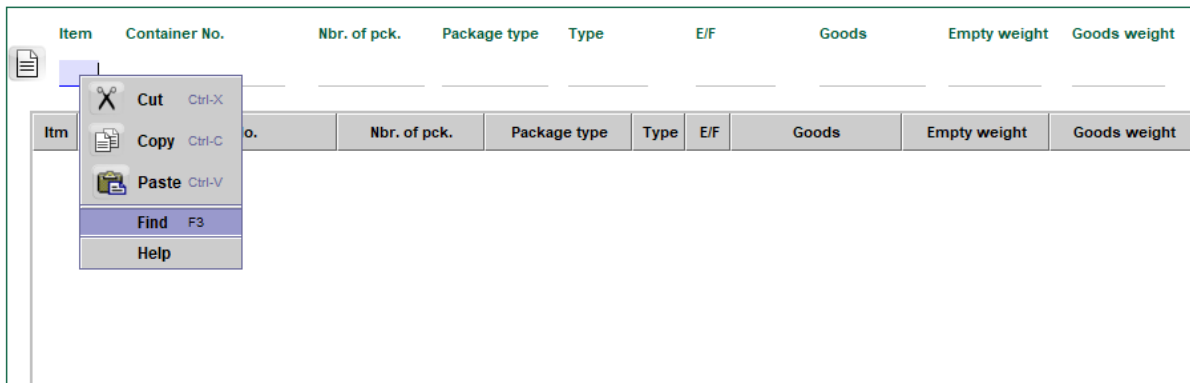 Item Container No. Nbr. of pck. Package type Type E/F Goods Empty weight Goods weight
Cut Ctrl-X
Itm o. Nbr. of pck. Package type Type E/F Goods Empty weight Goods weight
Copy Ctrl-C
Paste Ctrl-V
Find F3
Help